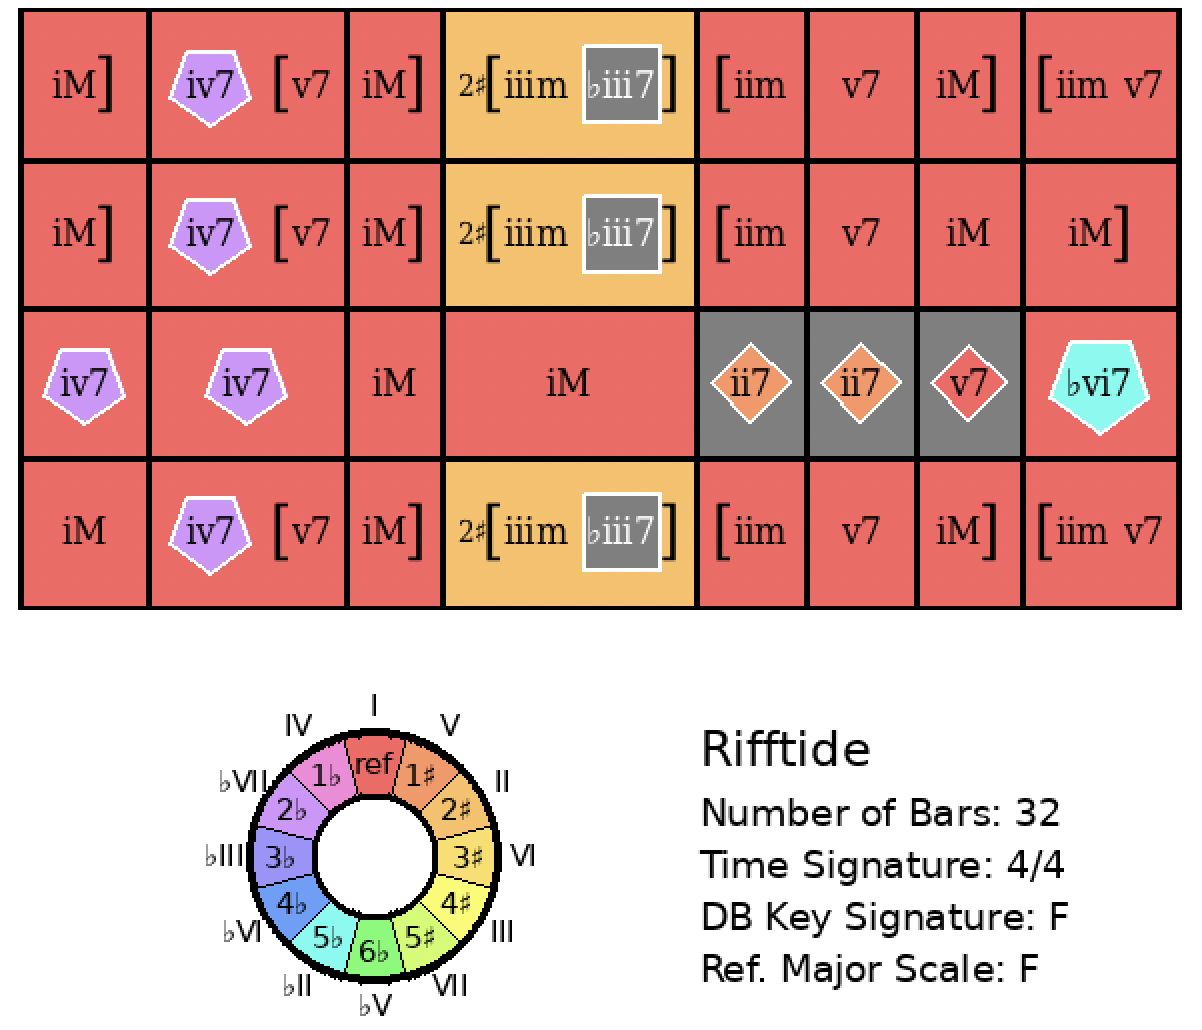 iM] iv7 [v7 iM] 2♯[iiim ♭iii7] [iim v7 iM] [iim v7
iM] iv7 [v7 iM] 2♯[iiim ♭iii7] [iim v7 iM iM]
iv7 iv7 iM iM ii7 ii7 v7 ♭vi7
iM iv7 [v7 iM] 2♯[iiim ♭iii7] [iim v7 iM] [iim v7
I
IV V
♭VII 1♭ ref 1♯ II
2♭ 2♯
♭III 3♭ 3♯ VI
4♭ 4♯
♭VI 5♭ 6♭ 5♯ III
♭II VII
♭V
Rifftide
Number of Bars: 32
Time Signature: 4/4
DB Key Signature: F
Ref. Major Scale: F